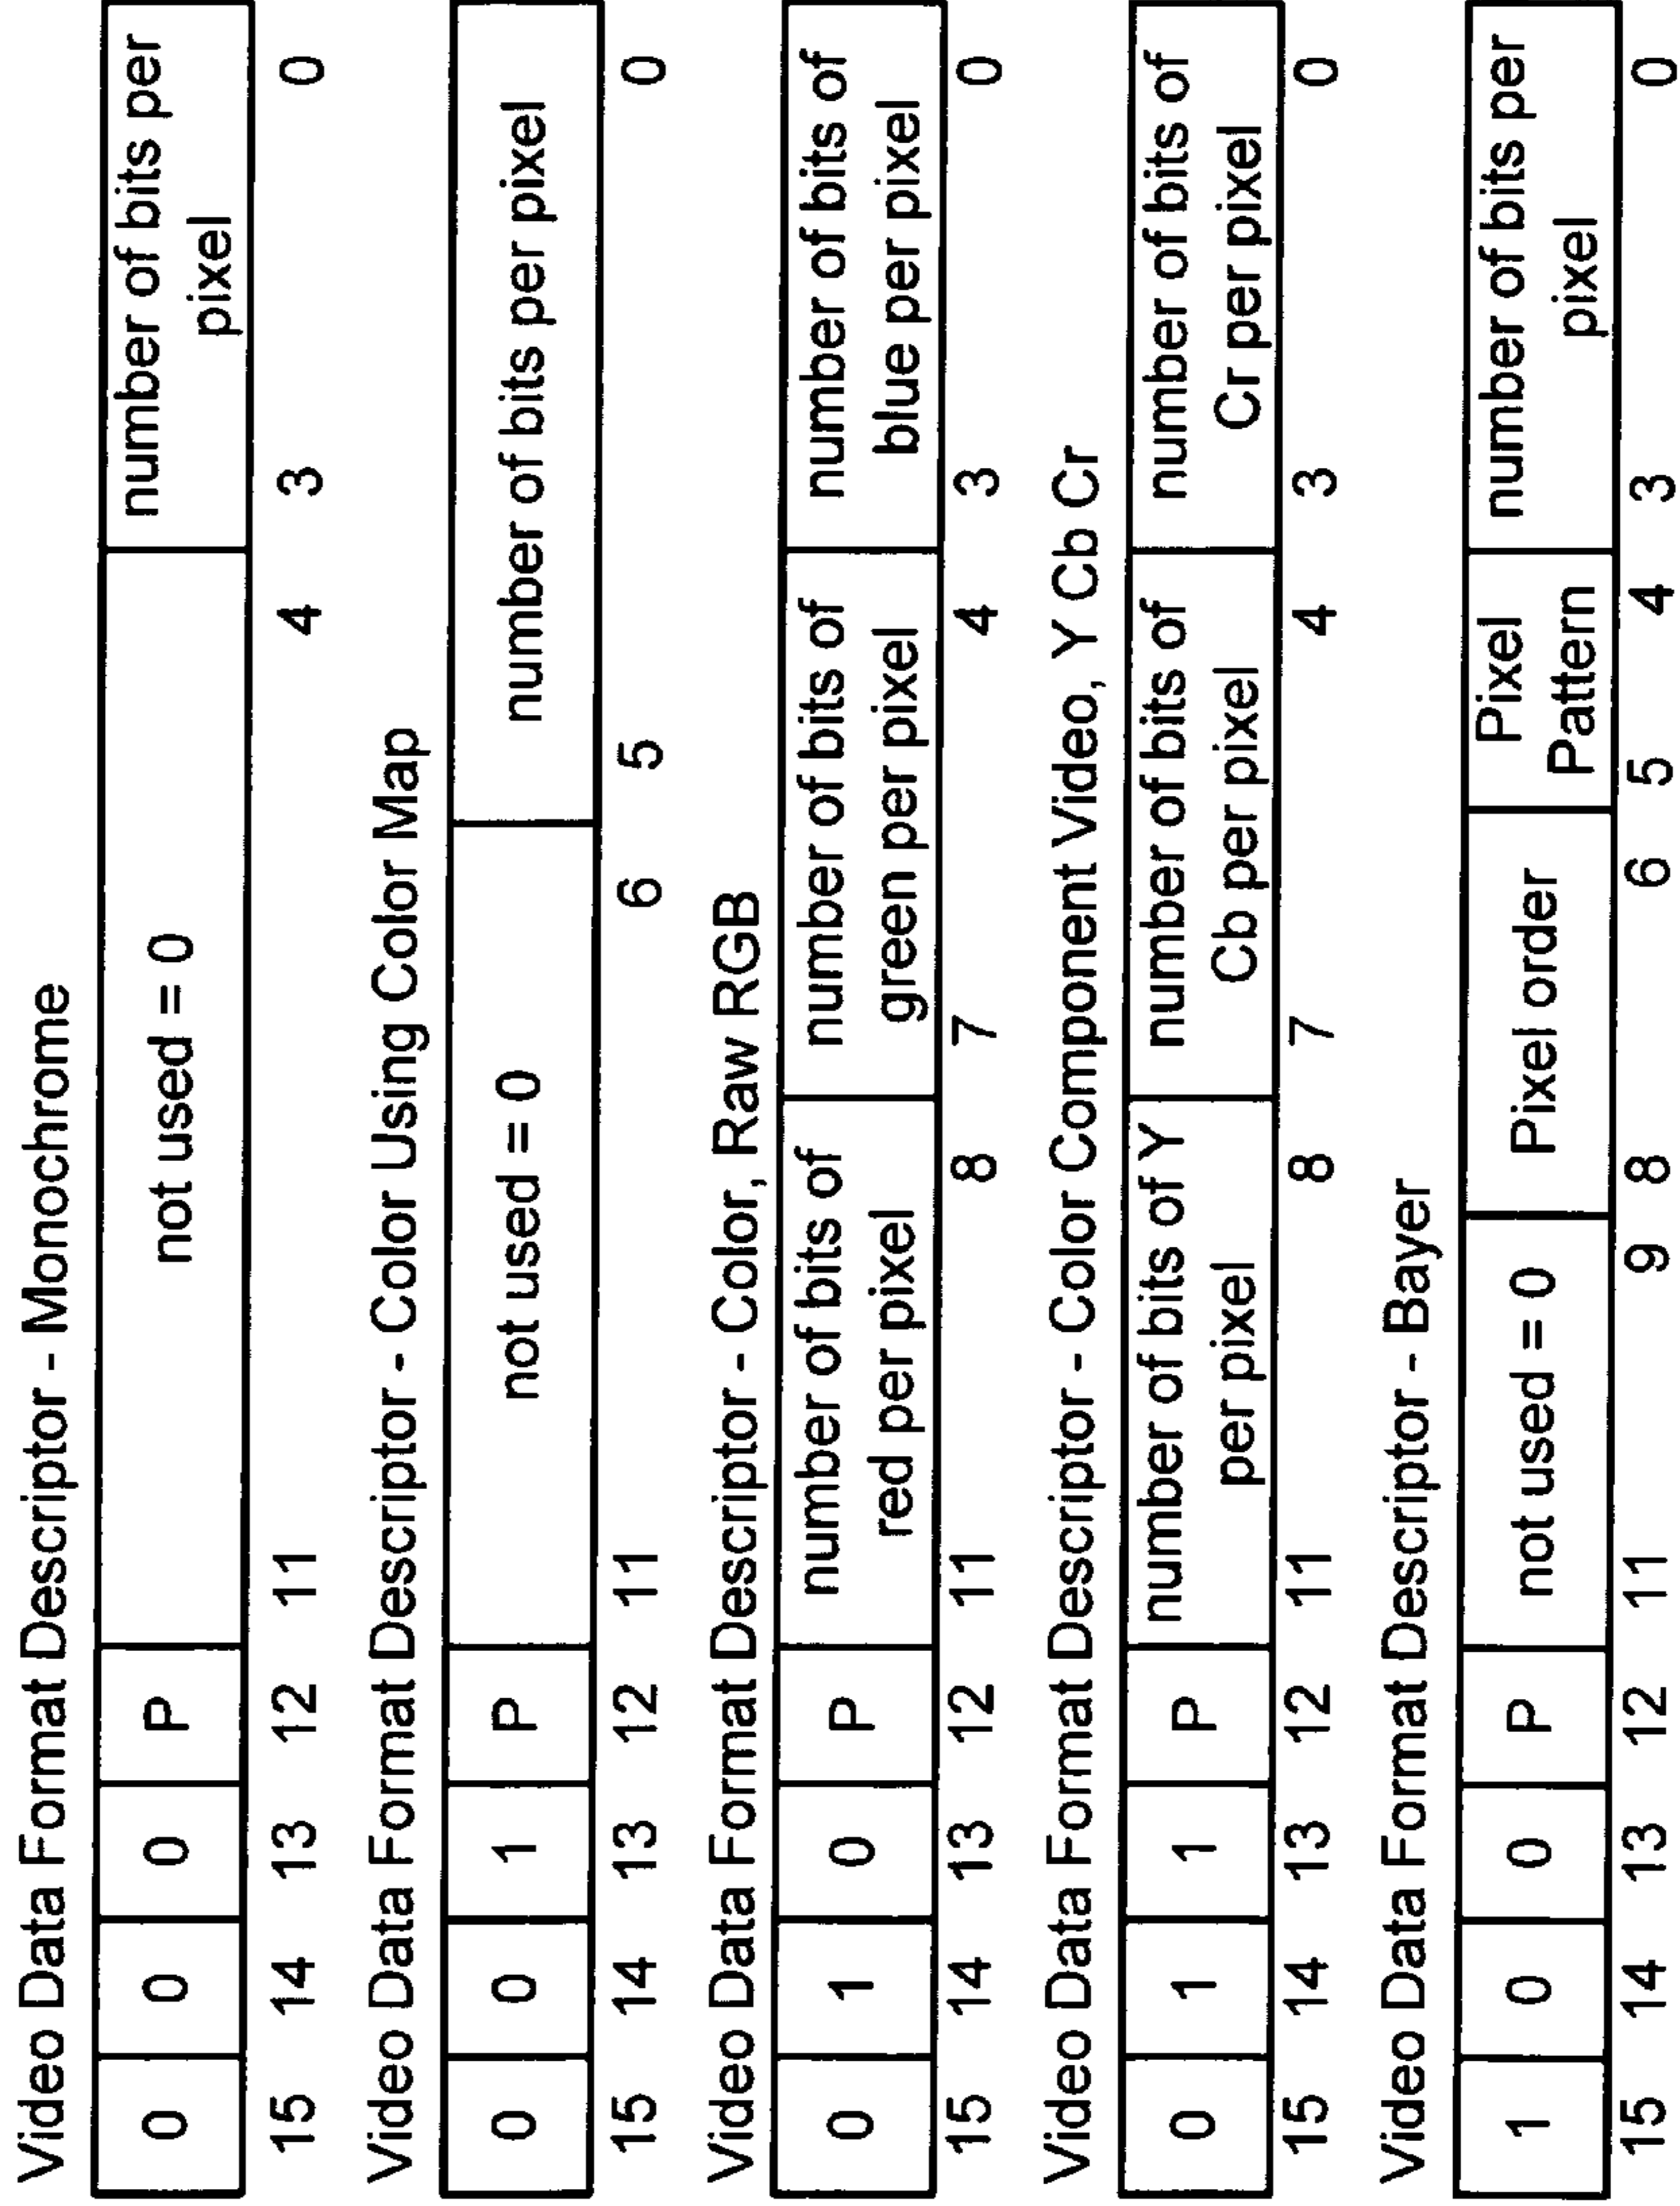 Video Data Format Descriptor - Monochrome
0 0 0 P not used = 0 number of bits per
pixel
15 14 13 12 11 4 3 0
Video Data Format Descriptor - Color Using Color Map
0 0 1 P not used = 0 number of bits per pixel
15 14 13 12 11 6 5 0
Video Data Format Descriptor - Color, Raw RGB
0 1 0 P number of bits of number of bits of number of bits of
red per pixel green per pixel blue per pixel
15 14 13 12 11 8 7 4 3 0
Video Data Format Descriptor - Color Component Video, Y Cb Cr
0 1 1 P number of bits of Y number of bits of number of bits of
per pixel Cb per pixel Cr per pixel
15 14 13 12 11 8 7 4 3 0
Video Data Format Descriptor - Bayer
1 0 0 P not used = 0 Pixel order Pixel number of bits per
Pattern pixel
15 14 13 12 11 9 8 6 5 4 3 0